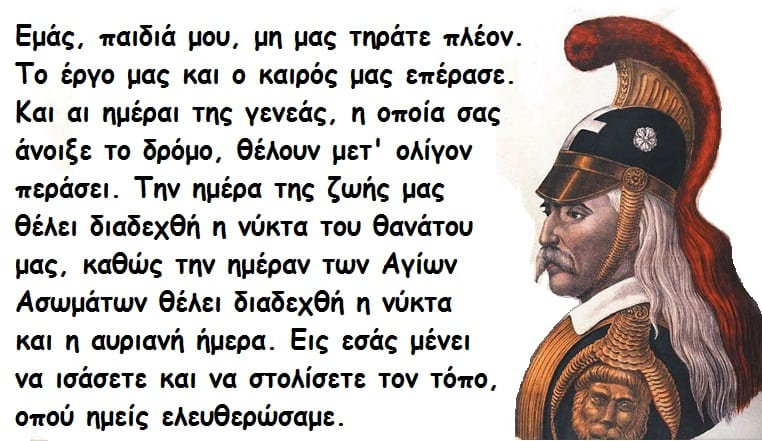 Εμάς, παιδιά μου, μη μας τηράτε πλέον.
Το έργο μας και ο καιρός μας επέρασε.
Και αι ημέραι της γενεάς, η οποία σας
άνοιξε το δρόμο, θέλουν μετ' ολίγον
περάσει. Την ημέρα της ζωής μας
θέλει διαδεχθή η νύκτα του θανάτου
μας, καθώς την ημέραν των Αγίων
Ασωμάτων θέλει διαδεχθή η νύκτα
και η αυριανή ήμερα. Εις εσάς μένει
να ισάσετε και να στολίσετε τον τόπο,
οπού ημείς ελευθερώσαμε.